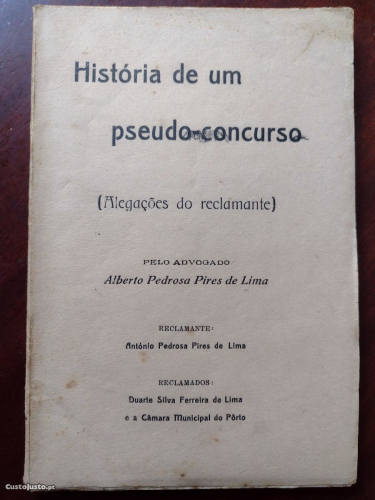 História de um
pseudo-concurso
(Alegações do reclamante)
PELO ADVOGADO
Alberto Pedrosa Pires de Lima
RECLAMANTE:
António Pedrosa Pires de Lima
RECLAMADOS:
Duarte Silva Ferreira de Lima
e a Câmara Municipal do Pôrto
CustoJusto.pt